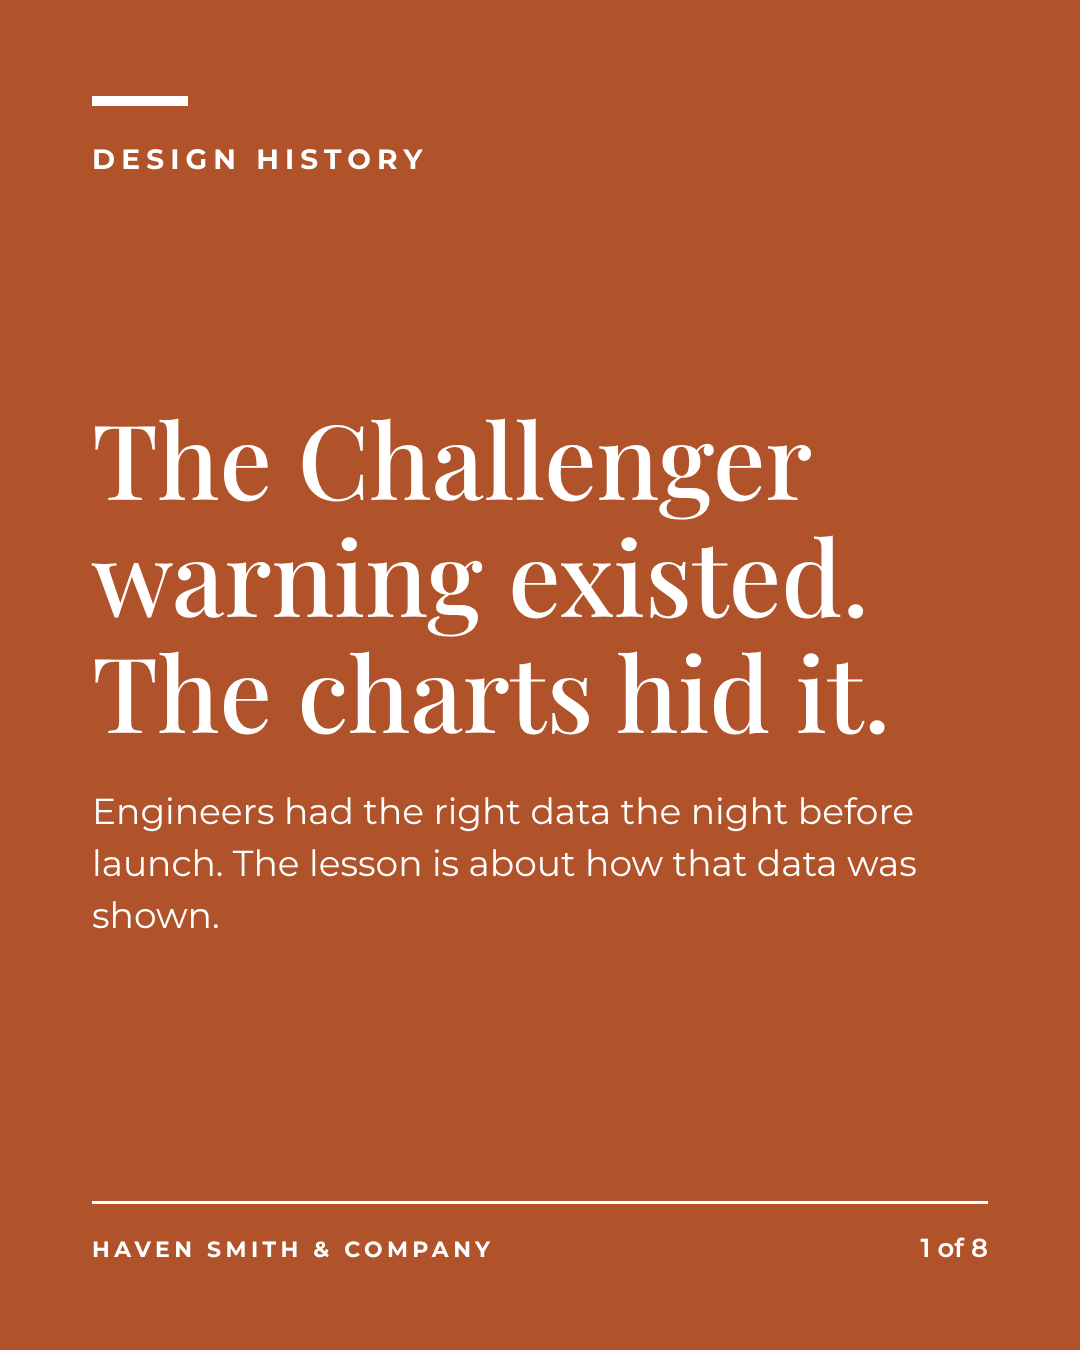 DESIGN HISTORY
The Challenger
warning existed.
The charts hid it.
Engineers had the right data the night before
launch. The lesson is about how that data was
shown.
HAVEN SMITH & COMPANY
1 of 8